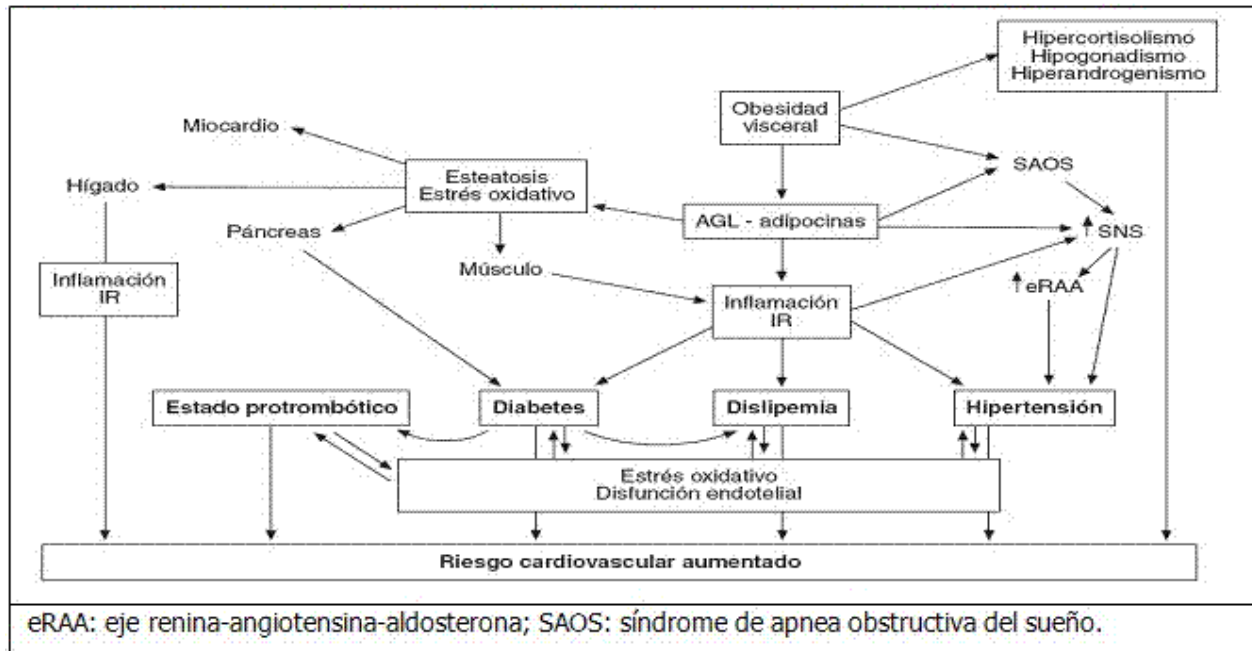 Hipercortisolismo
Hipogonadismo
Hiperandrogenismo
Obesidad
visceral
Miocardio
SAOS
Hígado
Esteatosis
Estrés oxidativo
AGL - adipocinas
↑ SNS
Páncreas
Músculo
↑ eRAA
Inflamación
IR
Inflamación
IR
Estado protrombótico
Diabetes
Dislipemia
Hipertensión
Estrés oxidativo
Disfunción endotelial
Riesgo cardiovascular aumentado
eRAA: eje renina-angiotensina-aldosterona; SAOS: síndrome de apnea obstructiva del sueño.